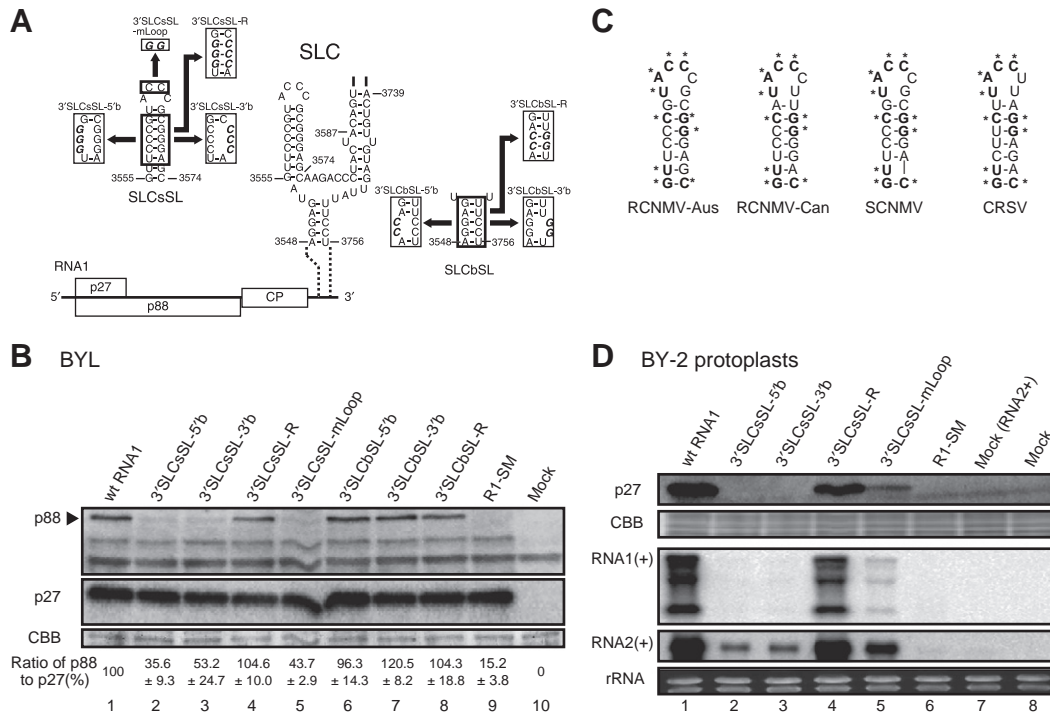 A
3′SLCsSL
-mLoop
GG
3′SLCsSL-R
SLC
3739
3587
3574
3555
3548
3756
3′SLCsSL-5′b
3′SLCsSL-3′b
3555
3574
SLCsSL
3′SLCbSL-R
3′SLCbSL-5′b
3′SLCbSL-3′b
3548
3756
SLCbSL
CAAGACCC
RNA1
p27
p88
CP
5′
3′
B BYL
wt RNA1
3′SLCsSL-5′b
3′SLCsSL-3′b
3′SLCsSL-R
3′SLCsSL-mLoop
3′SLCbSL-5′b
3′SLCbSL-3′b
3′SLCbSL-R
R1-SM
Mock
p88
p27
CBB
Ratio of p88 to p27(%)
100 35.6 53.2 104.6 43.7 96.3 120.5 104.3 15.2 0
± 9.3 ± 24.7 ± 10.0 ± 2.9 ± 14.3 ± 8.2 ± 18.8 ± 3.8
1 2 3 4 5 6 7 8 9 10
C
RCNMV-Aus RCNMV-Can SCNMV CRSV
D BY-2 protoplasts
wt RNA1
3′SLCsSL-5′b
3′SLCsSL-3′b
3′SLCsSL-R
3′SLCsSL-mLoop
R1-SM
Mock (RNA2+)
Mock
p27
CBB
RNA1(+)
RNA2(+)
rRNA
1 2 3 4 5 6 7 8